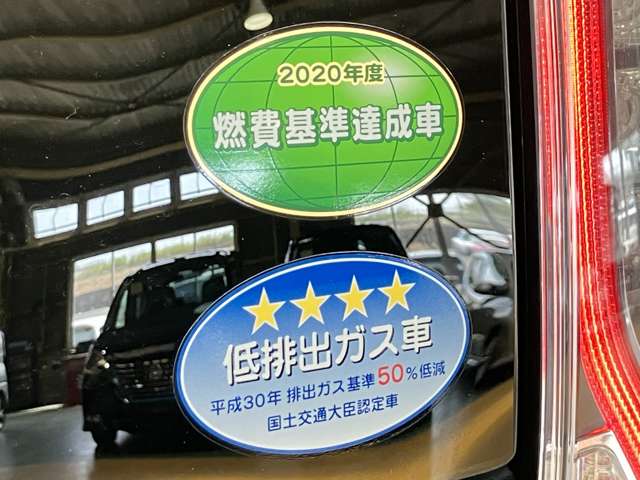 2020年度
燃費基準達成車
★★★★
低排出ガス車
平成30年 排出ガス基準50%低減
国土交通大臣認定車